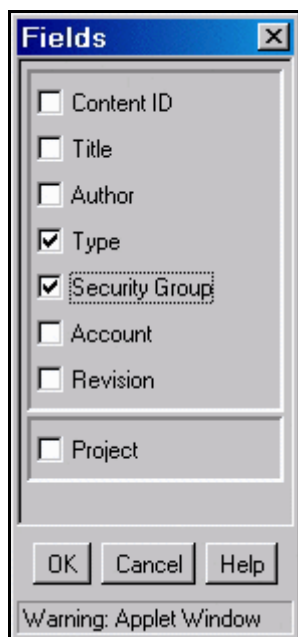 Fields
Content ID
Title
Author
Type
Security Group
Account
Revision
Project
OK Cancel Help
Warning: Applet Window